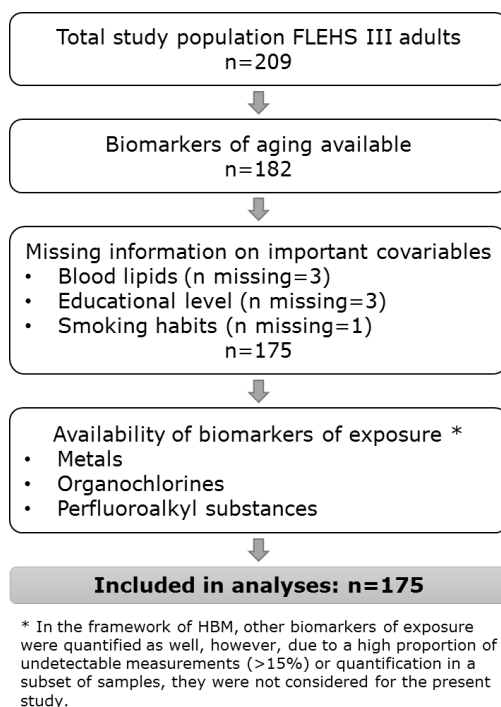 Total study population FLEHS III adults
n=209
Biomarkers of aging available
n=182
Missing information on important covariables
• Blood lipids (n missing=3)
• Educational level (n missing=3)
• Smoking habits (n missing=1)
n=175
Availability of biomarkers of exposure *
• Metals
• Organochlorines
• Perfluoroalkyl substances
Included in analyses: n=175
* In the framework of HBM, other biomarkers of exposure
were quantified as well, however, due to a high proportion of
undetectable measurements (>15%) or quantification in a
subset of samples, they were not considered for the present
study.